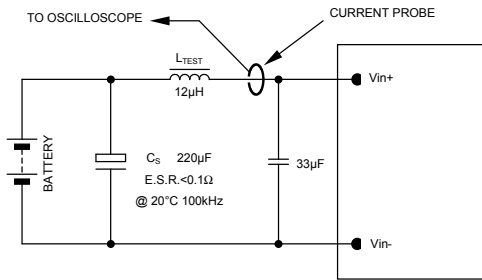 TO OSCILLOSCOPE
CURRENT PROBE
LTEST
12µH
Vin+
BATTERY
CS 220µF
E.S.R.<0.1Ω
@ 20°C 100kHz
33µF
Vin-